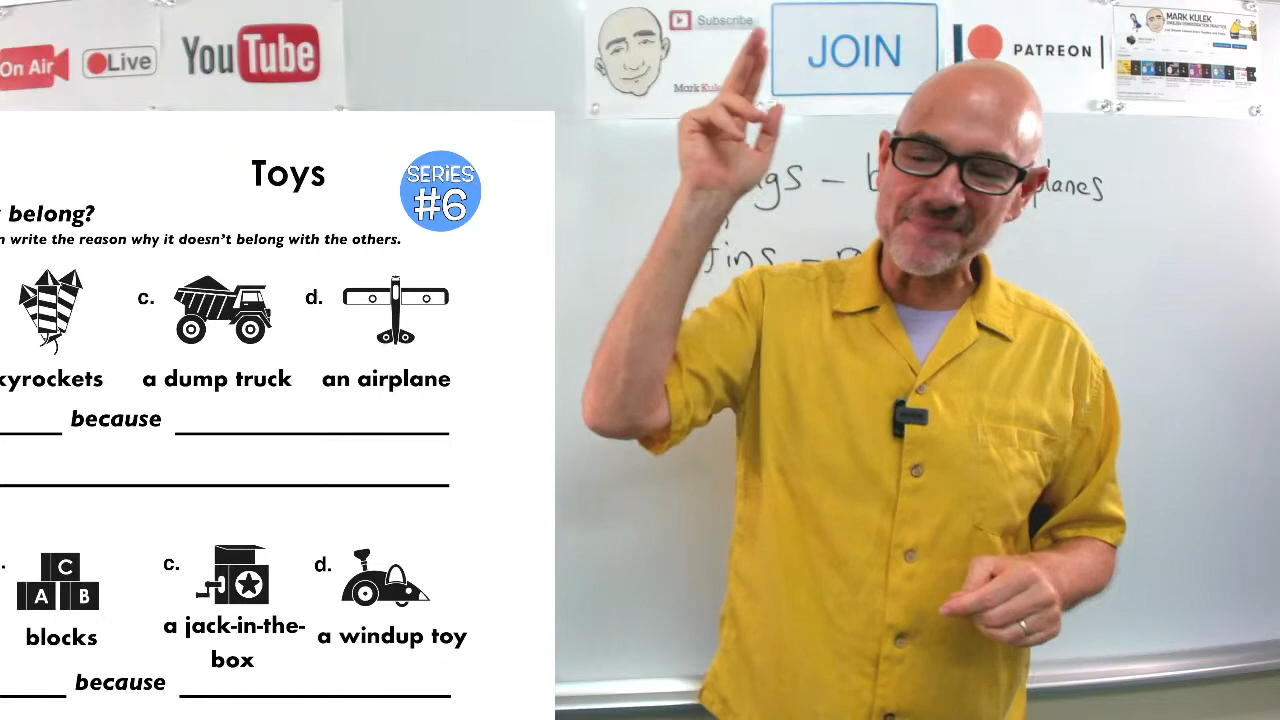 On Air
Live
YouTube
Subscribe
Mark
JOIN
PATREON
MARK KULEK
Toys
SERIES
#6
belong?
write the reason why it doesn't belong with the others.
c.
d.
a dump truck
an airplane
because
C
A B
c.
d.
blocks
a jack-in-the-
box
a windup toy
because